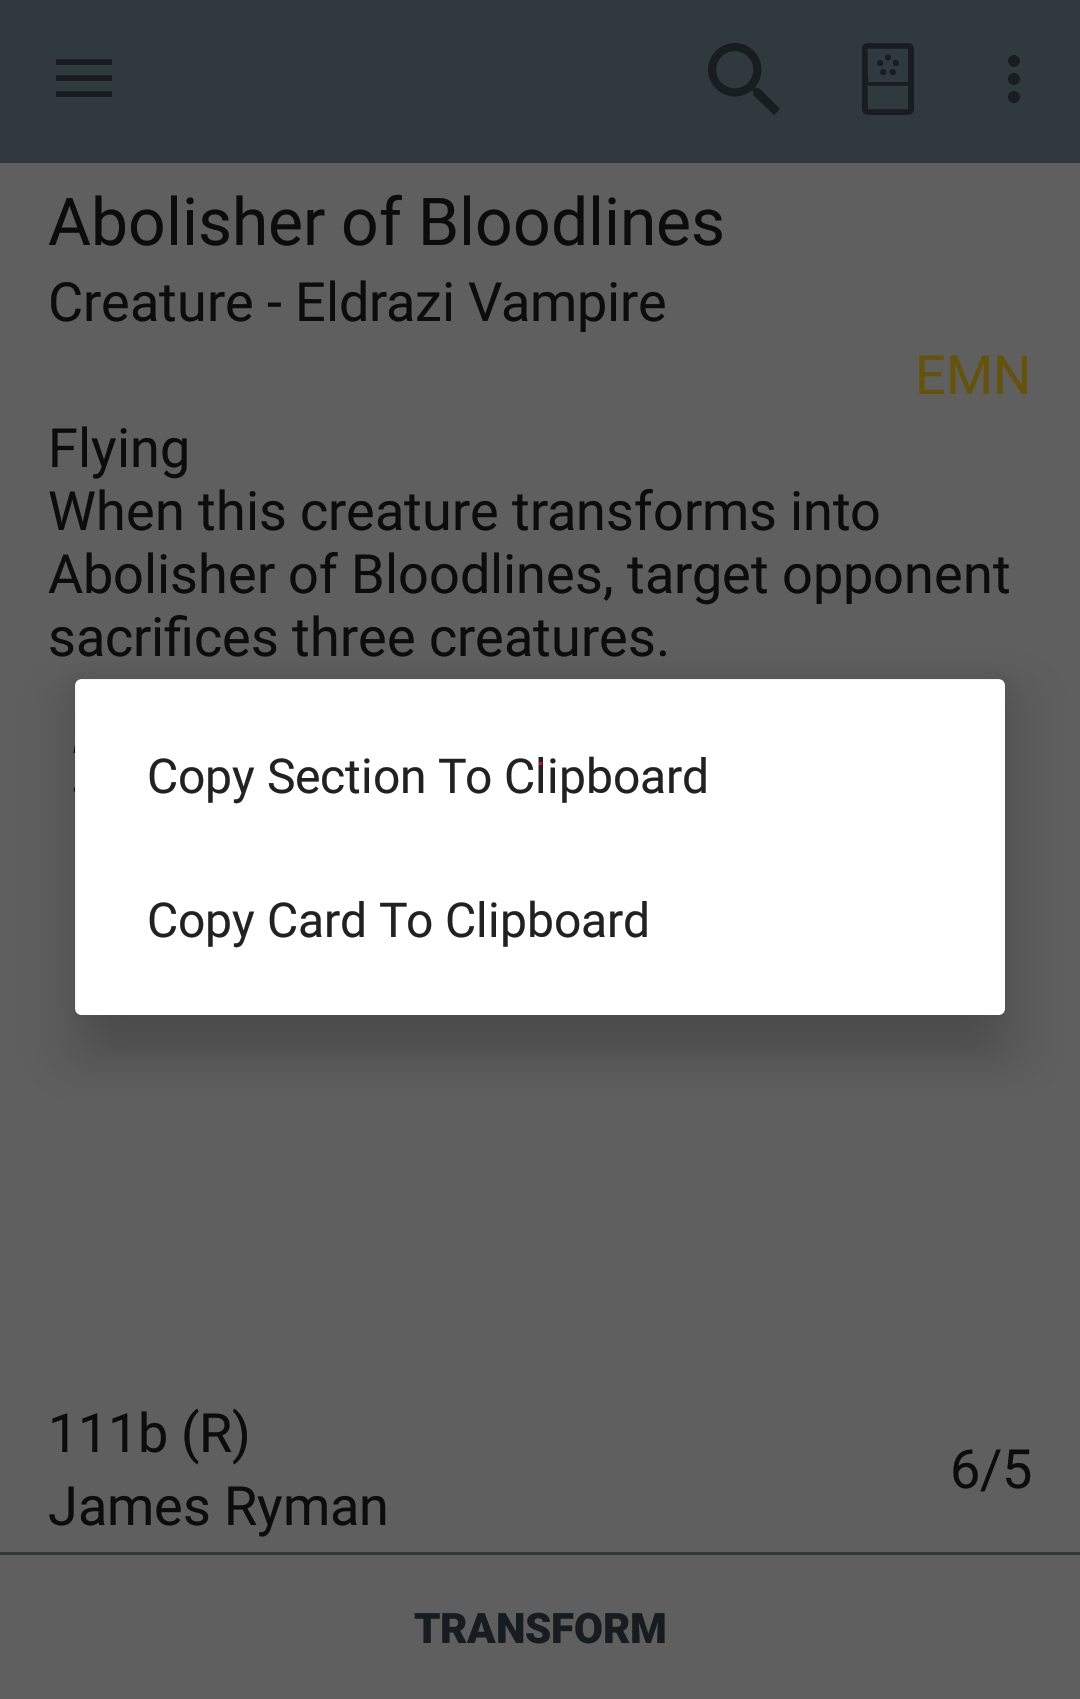 Abolisher of Bloodlines
Creature - Eldrazi Vampire
EMN
Flying
When this creature transforms into
Abolisher of Bloodlines, target opponent
sacrifices three creatures.
Copy Section To Clipboard
Copy Card To Clipboard
111b (R)
6/5
James Ryman
TRANSFORM